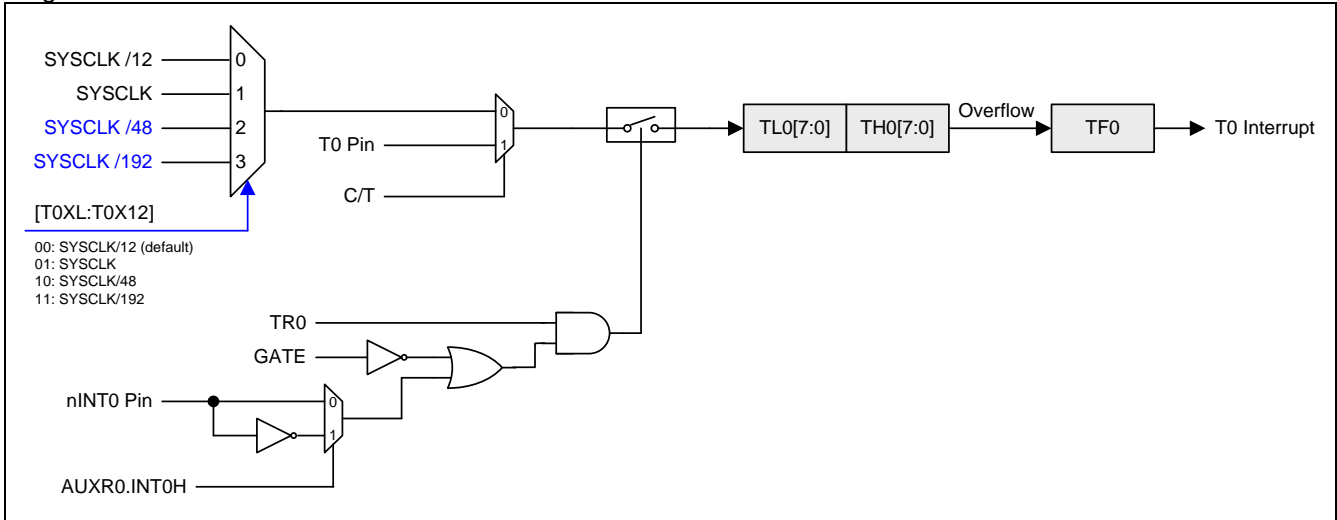 SYSCLK /12
0
SYSCLK
1
SYSCLK /48
2
SYSCLK /192
3
[T0XL:T0X12]
00: SYSCLK/12 (default)
01: SYSCLK
10: SYSCLK/48
11: SYSCLK/192
T0 Pin
0
1
C/T
TL0[7:0]
TH0[7:0]
Overflow
TF0
T0 Interrupt
TR0
GATE
nINT0 Pin
0
1
AUXR0.INT0H